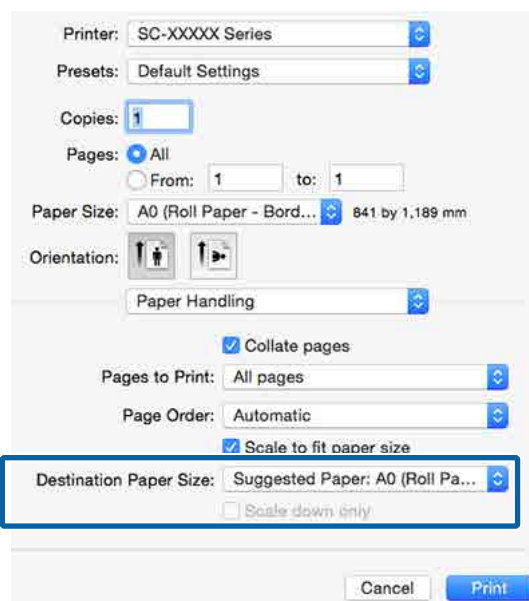 Printer: SC-XXXXX Series
Presets: Default Settings
Copies: 1
Pages: All
From: 1 to: 1
Paper Size: A0 (Roll Paper - Bord... 841 by 1,189 mm
Orientation:
Paper Handling
Collate pages
Pages to Print: All pages
Page Order: Automatic
Scale to fit paper size
Destination Paper Size: Suggested Paper: A0 (Roll Pa...
Scale down only
Cancel Print